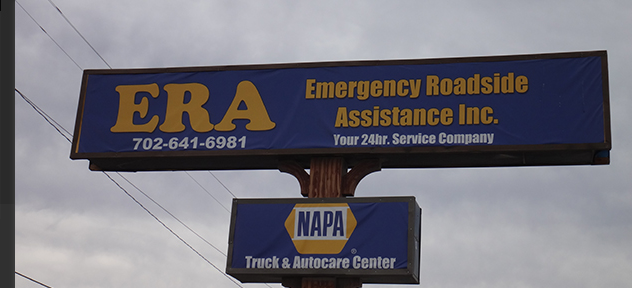 ERA
702-641-6981
Emergency Roadside
Assistance Inc.
Your 24hr. Service Company
NAPA
®
Truck & Autocare Center